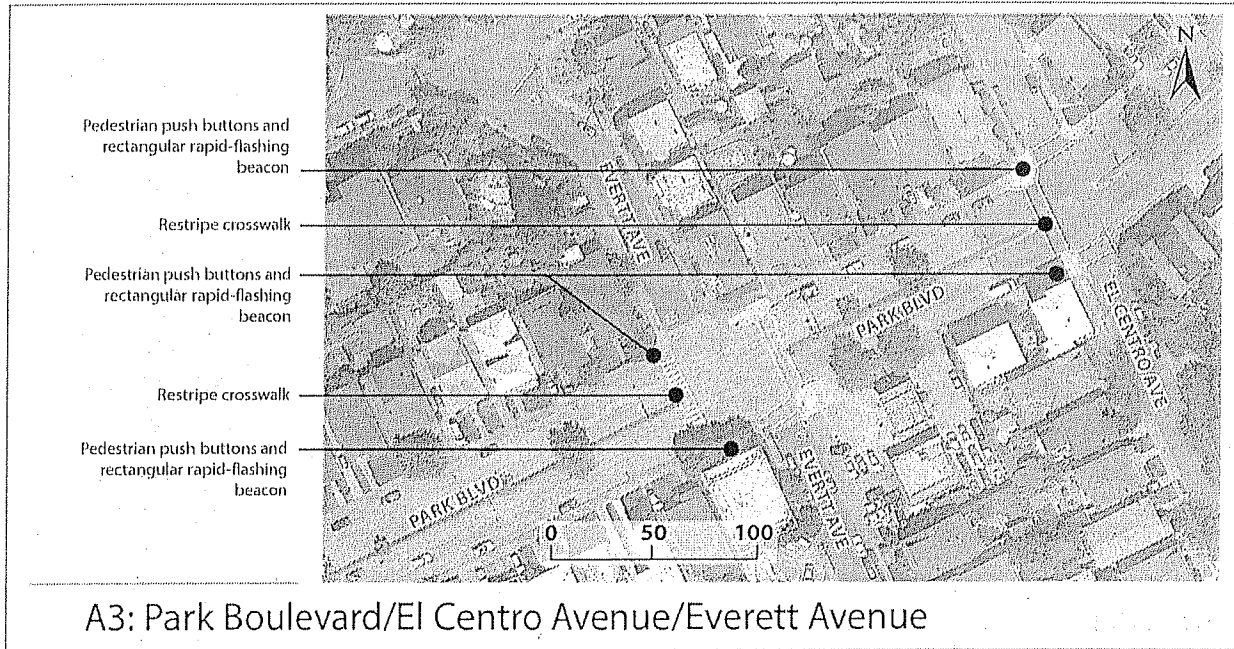 N
Pedestrian push buttons and
rectangular rapid-flashing
beacon
Restripe crosswalk
Pedestrian push buttons and
rectangular rapid-flashing
beacon
Restripe crosswalk
Pedestrian push buttons and
rectangular rapid-flashing
beacon
EVERTT AVE
PARK BLVD
EL CENTRO AVE
PARK BLVD
EVERTT AVE
0 50 100
A3: Park Boulevard/El Centro Avenue/Everett Avenue